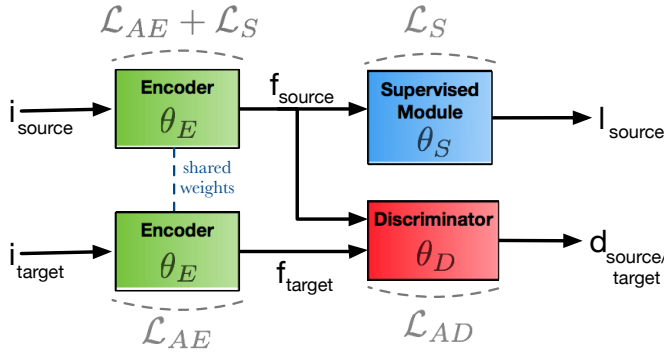 𝓛_AE + 𝓛_S
𝓛_S
i_source
Encoder
θ_E
f_source
Supervised
Module
θ_S
l_source
shared
weights
i_target
Encoder
θ_E
f_target
Discriminator
θ_D
d_source/
target
𝓛_AE
𝓛_AD